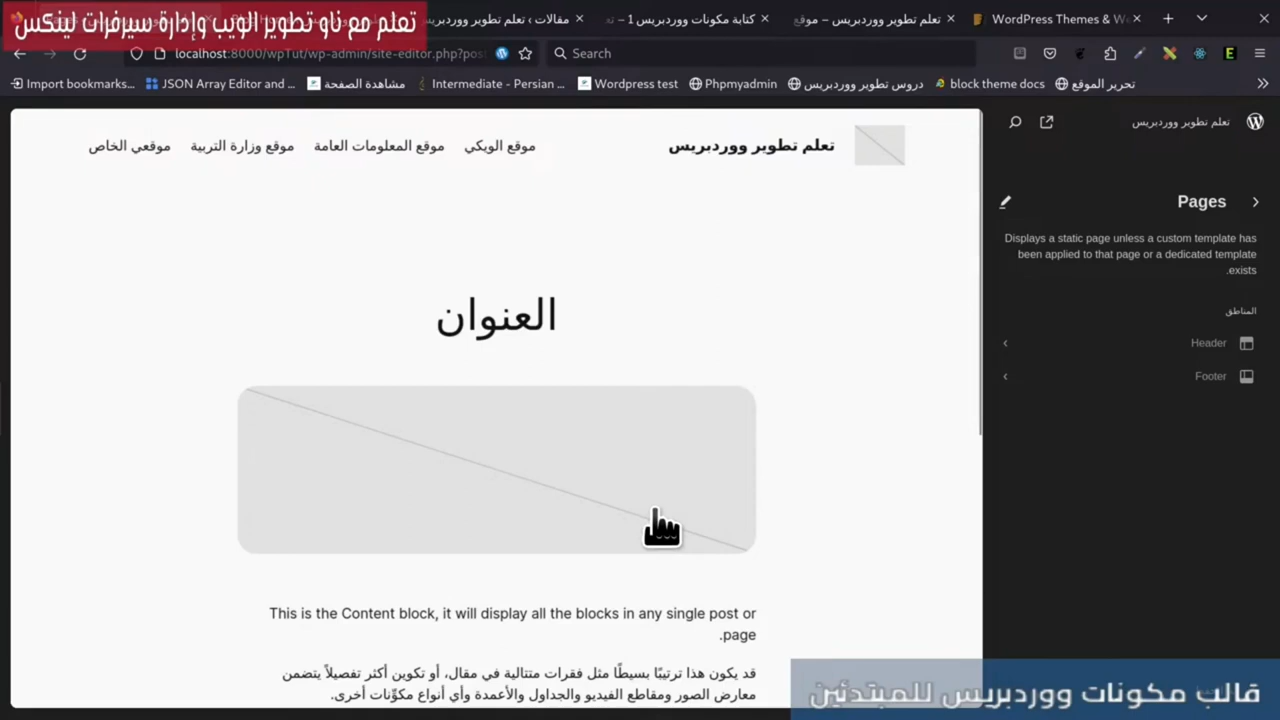 تعلم مع ناو تطوير الويب وإدارة سيرفرات لينكس
مقالات ‹ تعلم تطوير ووردبريس
كتابة مكونات ووردبريس 1 –
تعلم تطوير ووردبريس – موقع
WordPress Themes & W
localhost:8000/wpTut/wp-admin/site-editor.php?post
Search
Import bookmarks...
JSON Array Editor and ...
مشاهدة الصفحة
Intermediate - Persian ...
Wordpress test
Phpmyadmin
دروس تطوير ووردبريس
block theme docs
تحرير الموقع
تعلم تطوير ووردبريس
موقع الويكي
موقع المعلومات العامة
موقع وزارة التربية
موقعي الخاص
العنوان
This is the Content block, it will display all the blocks in any single post or
page.
قد يكون هذا ترتيبًا بسيطًا مثل فقرات متتالية في مقال، أو تكوين أكثر تفصيلاً يتضمن
معارض الصور ومقاطع الفيديو والجداول والأعمدة وأي أنواع مكوّنات أخرى.
تعلم تطوير ووردبريس
Pages
Displays a static page unless a custom template has
been applied to that page or a dedicated template
exists.
المناطق
Header
Footer
قالب مكونات ووردبريس للمبتدئين